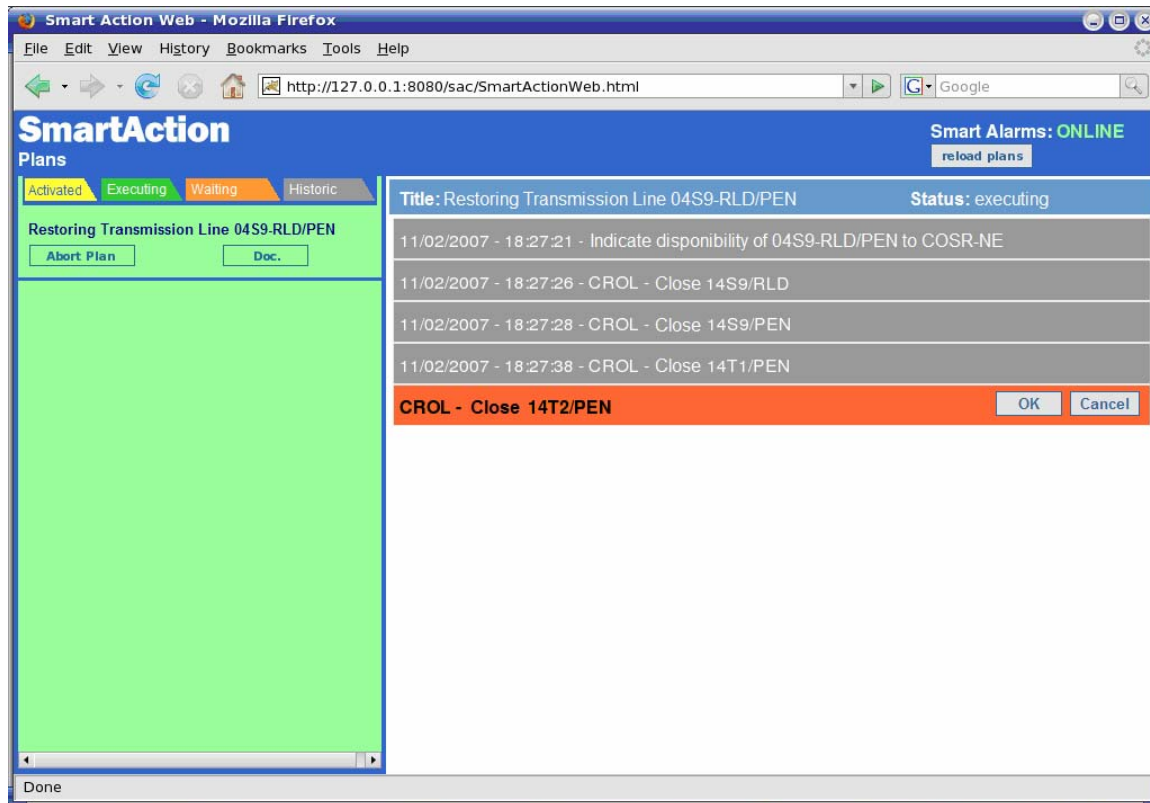 Smart Action Web - Mozilla Firefox
File Edit View History Bookmarks Tools Help
http://127.0.0.1:8080/sac/SmartActionWeb.html
G Google
SmartAction
Smart Alarms: ONLINE
Plans
reload plans
Activated Executing Waiting Historic
Title: Restoring Transmission Line 04S9-RLD/PEN Status: executing
Restoring Transmission Line 04S9-RLD/PEN
Abort Plan Doc.
11/02/2007 - 18:27:21 - Indicate disponibility of 04S9-RLD/PEN to COSR-NE
11/02/2007 - 18:27:26 - CROL - Close 14S9/RLD
11/02/2007 - 18:27:28 - CROL - Close 14S9/PEN
11/02/2007 - 18:27:38 - CROL - Close 14T1/PEN
CROL - Close 14T2/PEN OK Cancel
Done